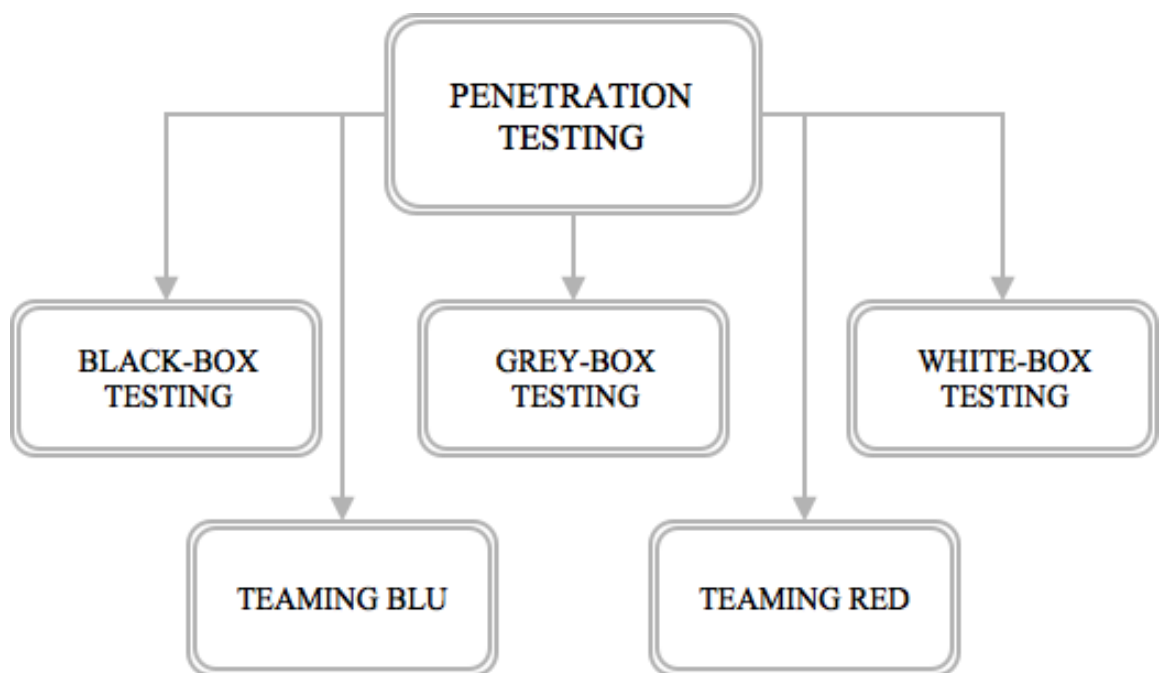 PENETRATION
TESTING
BLACK-BOX
TESTING
GREY-BOX
TESTING
WHITE-BOX
TESTING
TEAMING BLU
TEAMING RED